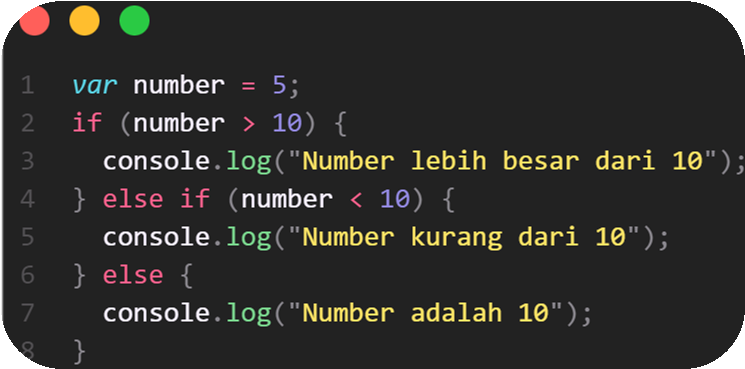 1 var number = 5;
2 if (number > 10) {
3 console.log("Number lebih besar dari 10");
4 } else if (number < 10) {
5 console.log("Number kurang dari 10");
6 } else {
7 console.log("Number adalah 10");
8 }